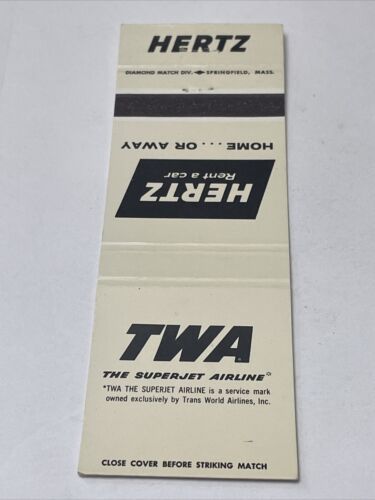 HERTZ
DIAMOND MATCH DIV. SPRINGFIELD, MASS.
HOME... OR AWAY
HERTZ
Rent a car
TWA
THE SUPERJET AIRLINE*
*TWA THE SUPERJET AIRLINE is a service mark
owned exclusively by Trans World Airlines, Inc.
CLOSE COVER BEFORE STRIKING MATCH